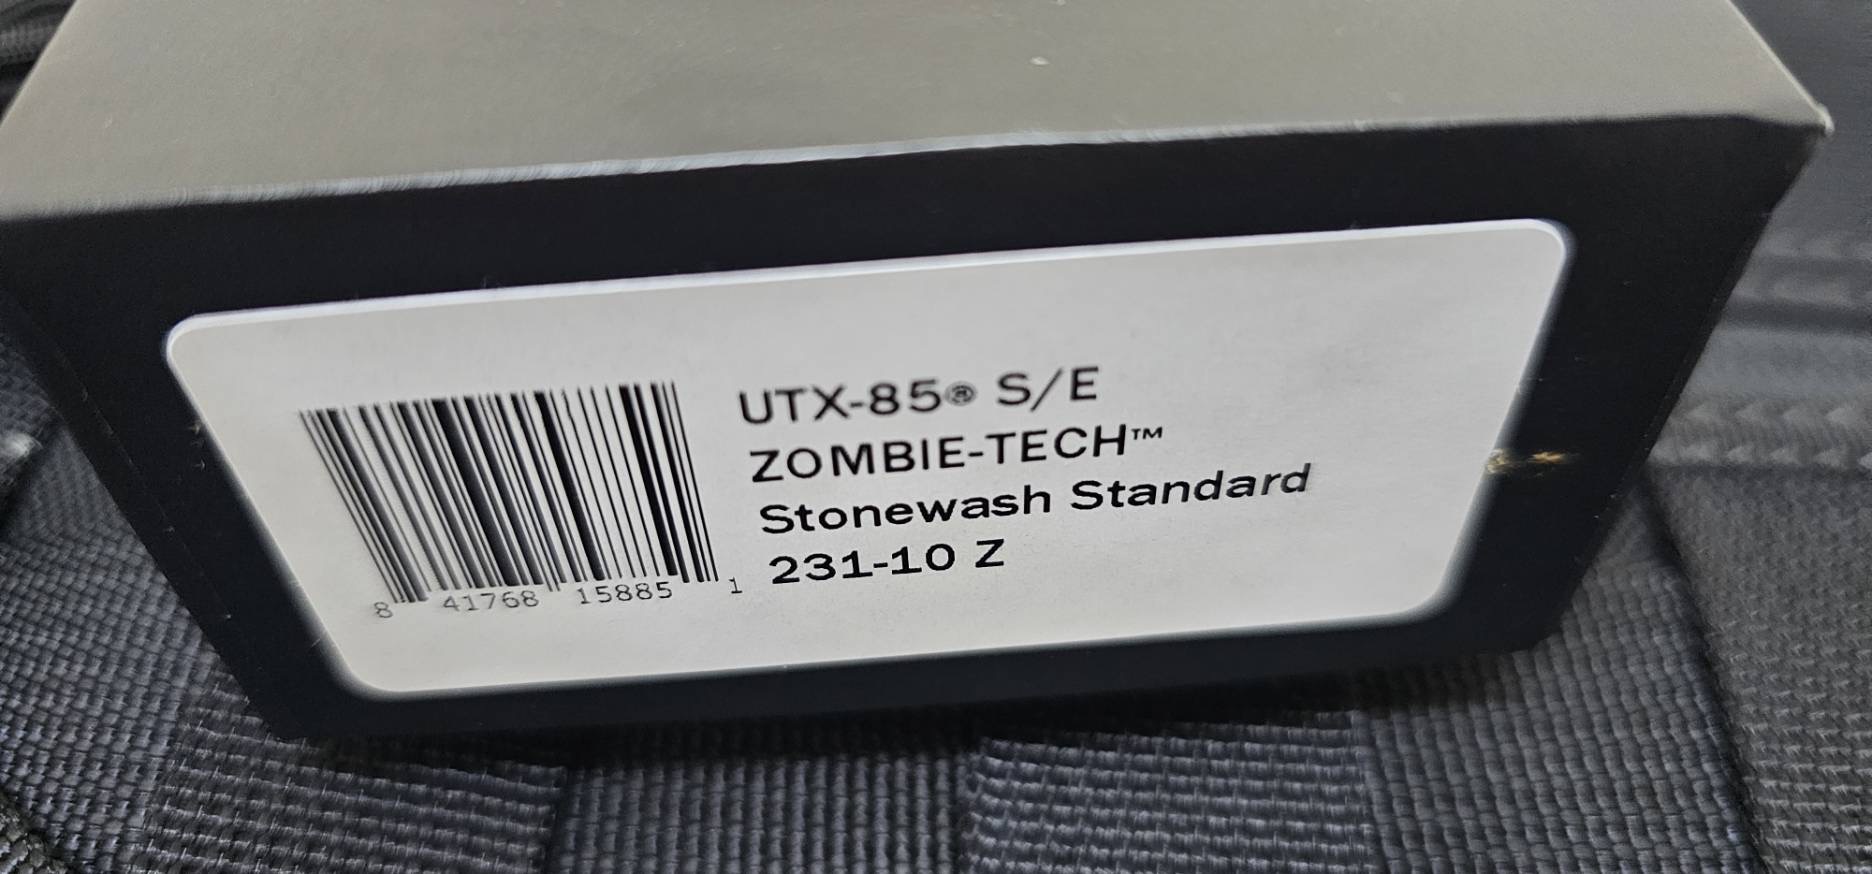 UTX-85® S/E
ZOMBIE-TECH™
Stonewash Standard
231-10 Z
8 41768 15885 1